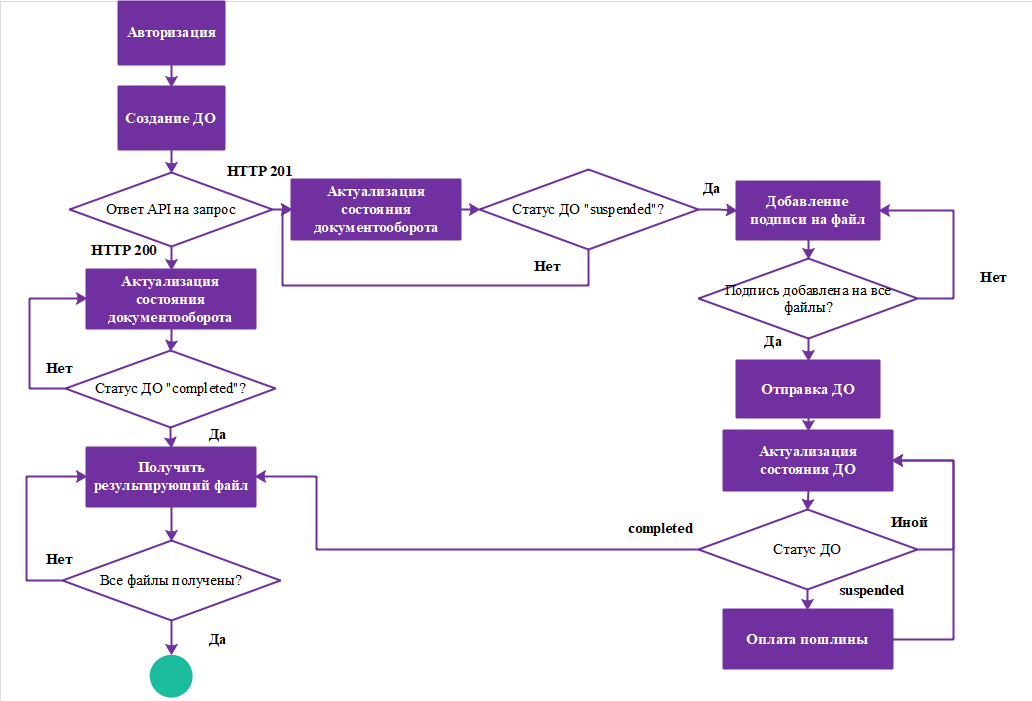 Авторизация
Создание ДО
HTTP 201
Ответ API на запрос
Актуализация
состояния
документооборота
Статус ДО "suspended"?
Да
Добавление
подписи на файл
Нет
HTTP 200
Актуализация
состояния
документооборота
Подпись добавлена на все
файлы?
Нет
Да
Нет
Статус ДО "completed"?
Отправка ДО
Да
Получить
результирующий файл
Актуализация
состояния ДО
completed
Иной
Статус ДО
Нет
Все файлы получены?
suspended
Да
Оплата пошлины